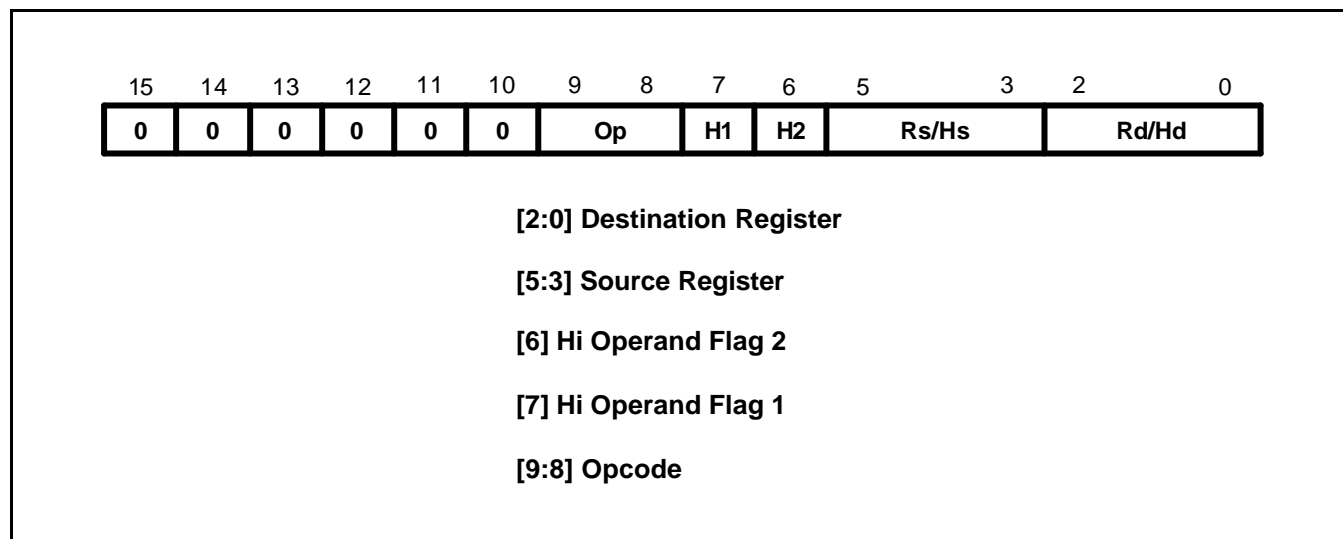 15 14 13 12 11 10 9 8 7 6 5 3 2 0
0 0 0 0 0 0 Op H1 H2 Rs/Hs Rd/Hd
[2:0] Destination Register
[5:3] Source Register
[6] Hi Operand Flag 2
[7] Hi Operand Flag 1
[9:8] Opcode